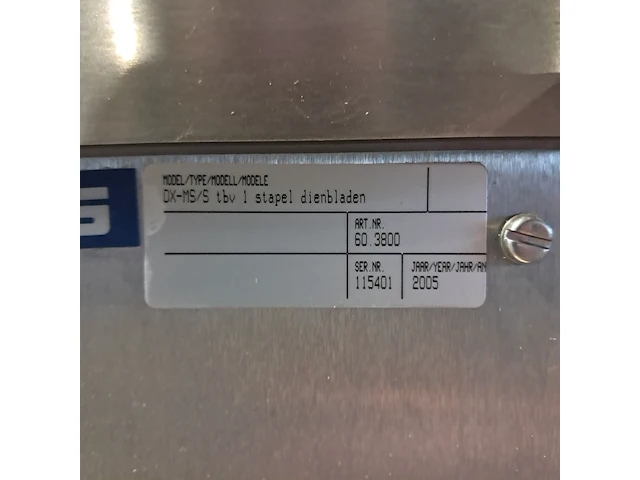 MODEL/TYPE/MODELL/MODELE
DX-MS/S tbv 1 stapel dienbladen
ART.NR.
60.3800
SER.NR.
115401
JAAR/YEAR/JAHR/AN
2005
S